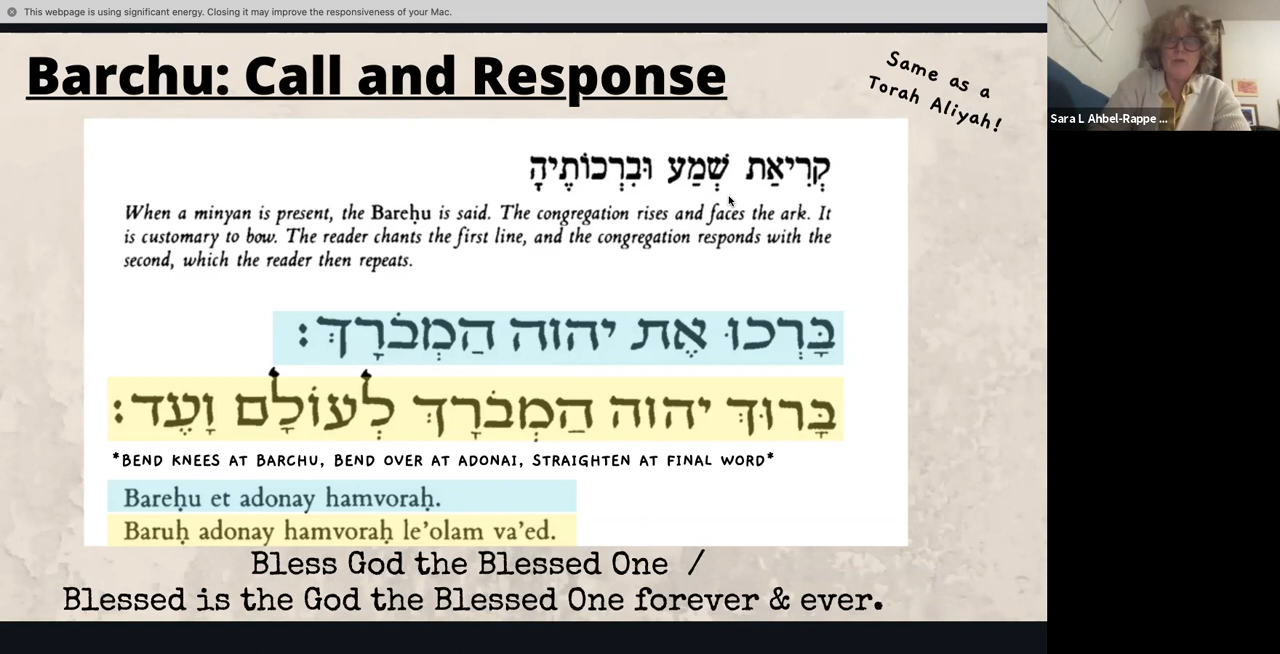 This webpage is using significant energy. Closing it may improve the responsiveness of your Mac.
Barchu: Call and Response
Same as a
Torah Aliyah!
Sara L Ahbel-Rappe ...
קְרִיאַת שְׁמַע וּבִרְכוֹתֶיהָ
When a minyan is present, the Bareḥu is said. The congregation rises and faces the ark. It
is customary to bow. The reader chants the first line, and the congregation responds with the
second, which the reader then repeats.
בָּרְכוּ אֶת יהוה הַמְבֹרָךְ:
בָּרוּךְ יהוה הַמְבֹרָךְ לְעוֹלָם וָעֶד:
*BEND KNEES AT BARCHU, BEND OVER AT ADONAI, STRAIGHTEN AT FINAL WORD*
Bareḥu et adonay hamvoraḥ.
Baruḥ adonay hamvoraḥ le'olam va'ed.
Bless God the Blessed One /
Blessed is the God the Blessed One forever & ever.